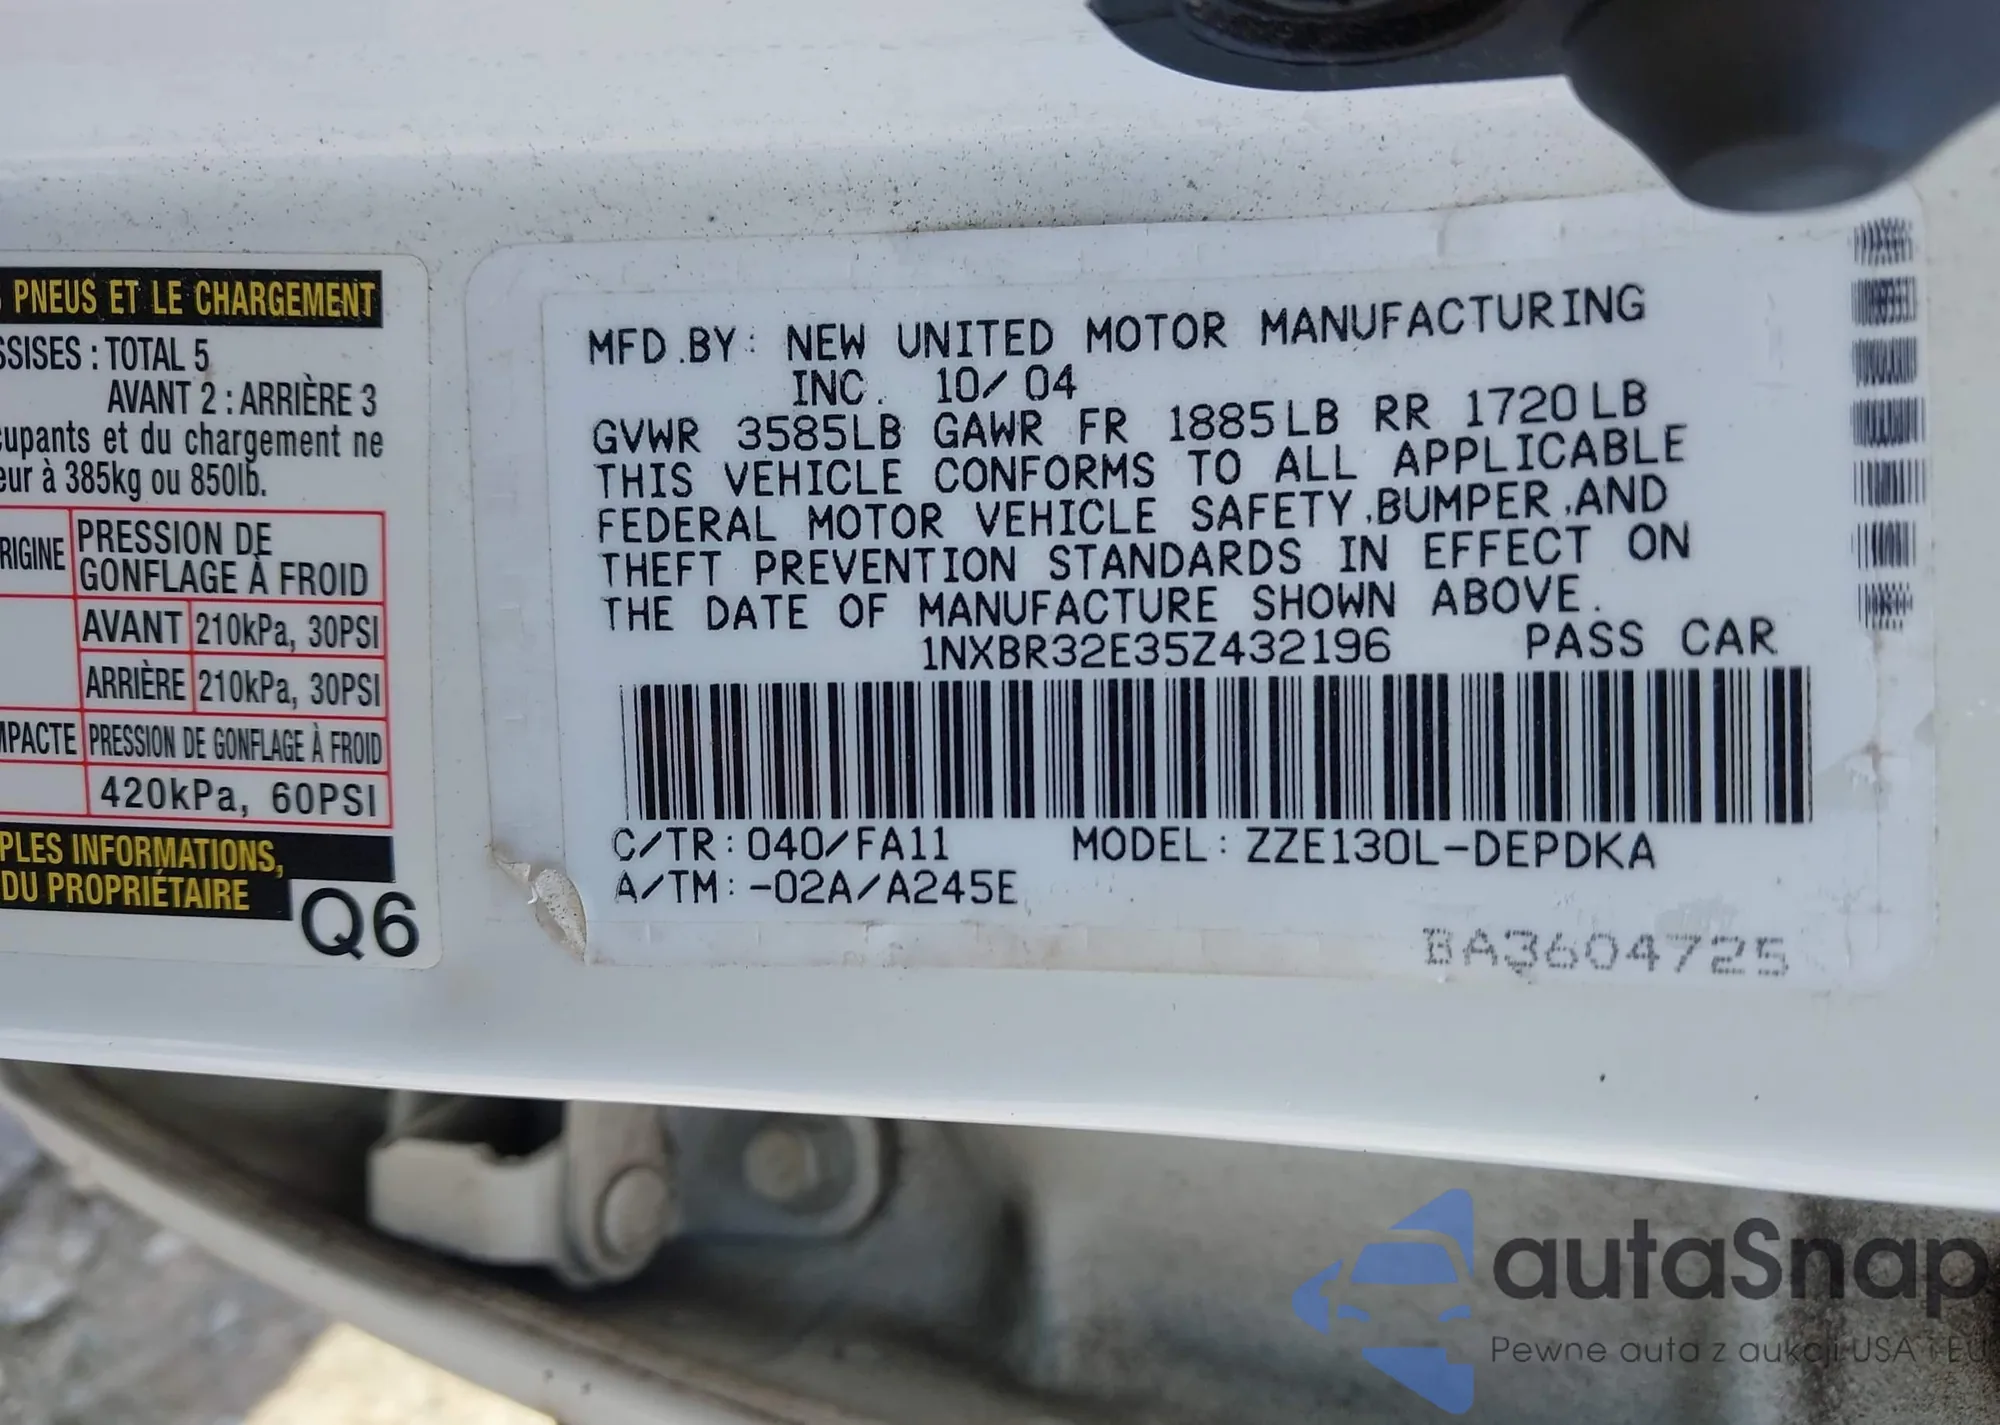 PNEUS ET LE CHARGEMENT
SSISES : TOTAL 5
AVANT 2 : ARRIÈRE 3
cupants et du chargement ne
eur à 385kg ou 850lb.
RIGINE PRESSION DE
GONFLAGE À FROID
AVANT 210kPa, 30PSI
ARRIÈRE 210kPa, 30PSI
MPACTE PRESSION DE GONFLAGE À FROID
420kPa, 60PSI
PLES INFORMATIONS,
DU PROPRIÉTAIRE
Q6
MFD.BY: NEW UNITED MOTOR MANUFACTURING
INC. 10/04
GVWR 3585LB GAWR FR 1885LB RR 1720LB
THIS VEHICLE CONFORMS TO ALL APPLICABLE
FEDERAL MOTOR VEHICLE SAFETY,BUMPER,AND
THEFT PREVENTION STANDARDS IN EFFECT ON
THE DATE OF MANUFACTURE SHOWN ABOVE.
1NXBR32E35Z432196 PASS CAR
C/TR:040/FA11 MODEL:ZZE130L-DEPDKA
A/TM:-02A/A245E
BA3604725
autaSnap
Pewne auta z aukcji USA i EU